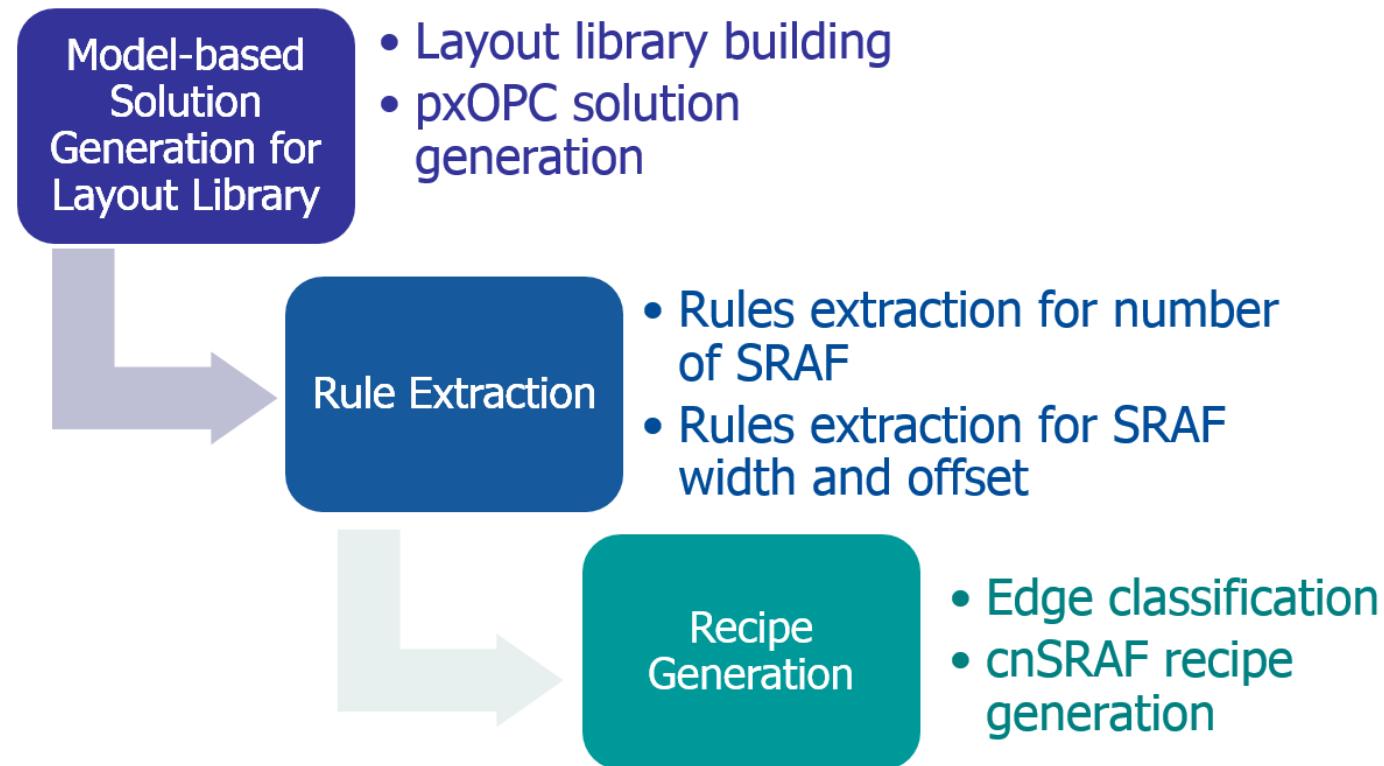 Model-based
Solution
Generation for
Layout Library
• Layout library building
• pxOPC solution
generation
Rule Extraction
• Rules extraction for number
of SRAF
• Rules extraction for SRAF
width and offset
Recipe
Generation
• Edge classification
• cnSRAF recipe
generation